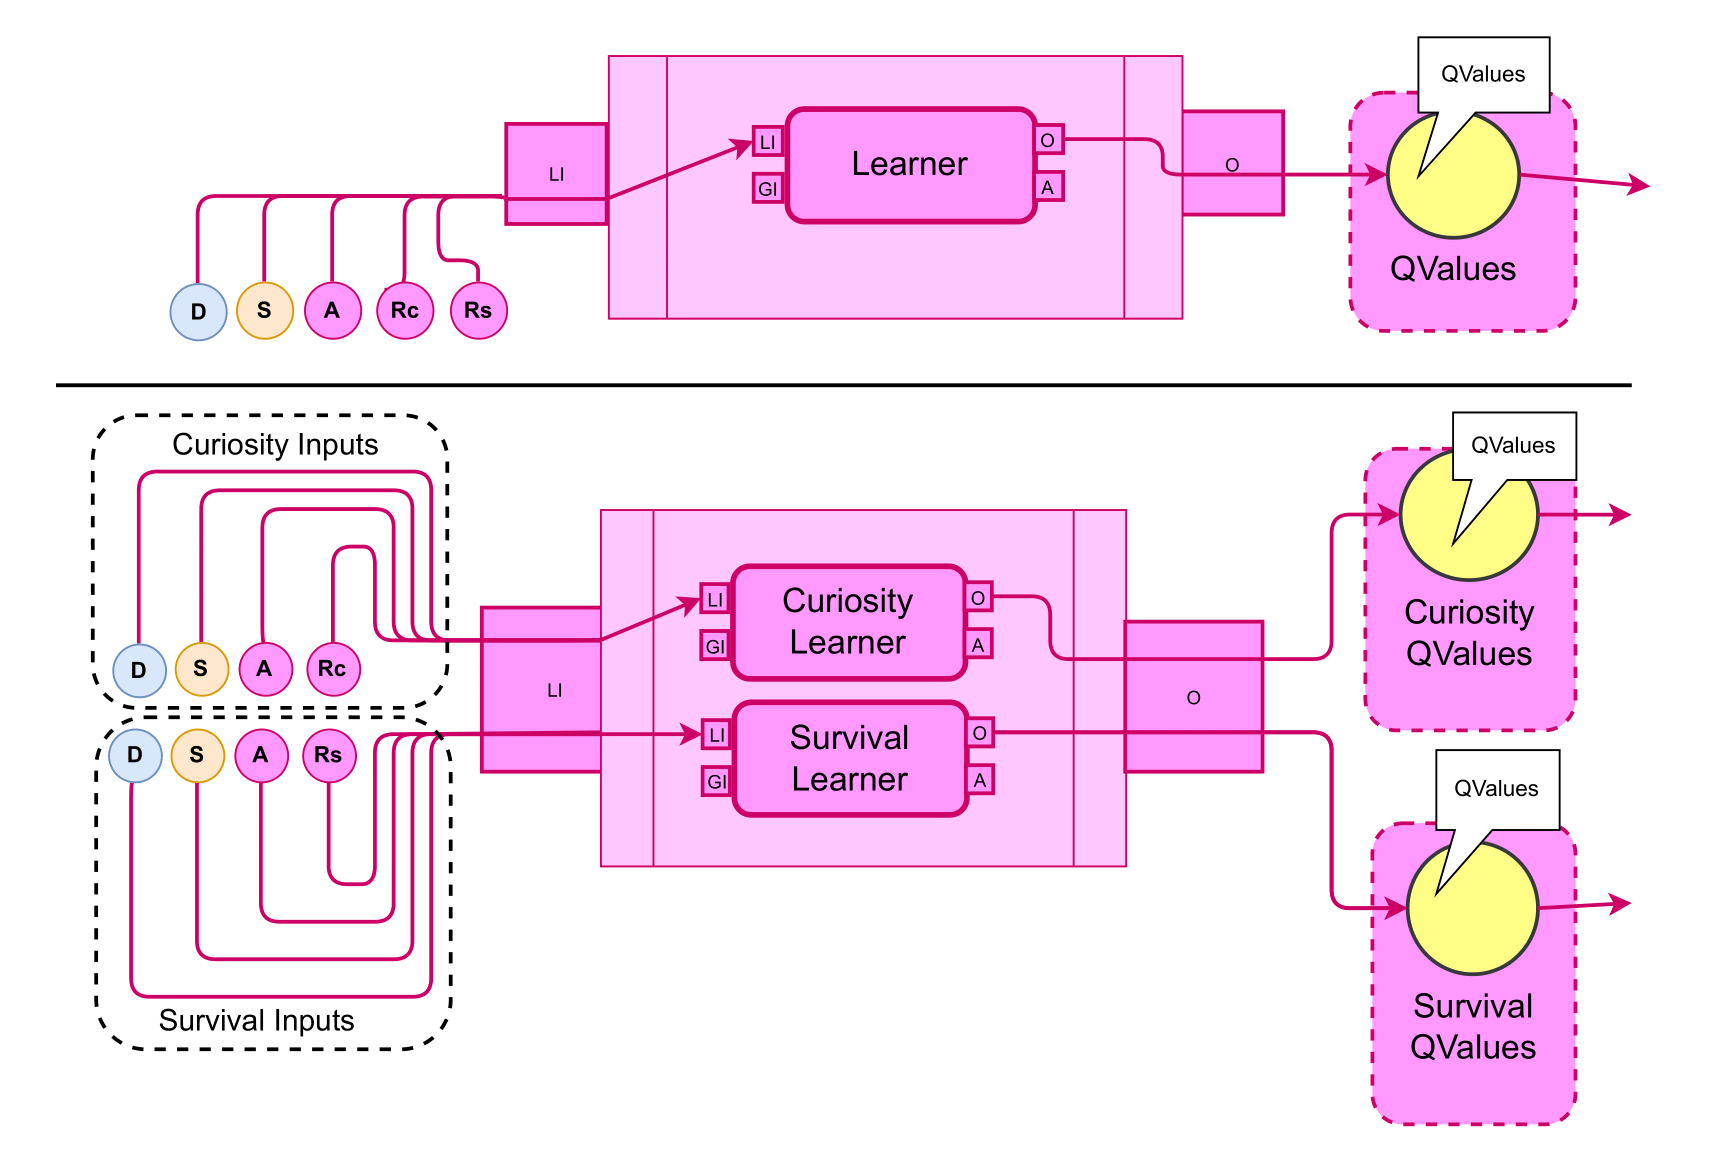 QValues
LI
LI
GI
Learner
O
A
O
QValues
D
S
A
Rc
Rs
Curiosity Inputs
D
S
A
Rc
D
S
A
Rs
Survival Inputs
LI
LI
GI
Curiosity
Learner
O
A
LI
GI
Survival
Learner
O
A
O
QValues
Curiosity
QValues
QValues
Survival
QValues